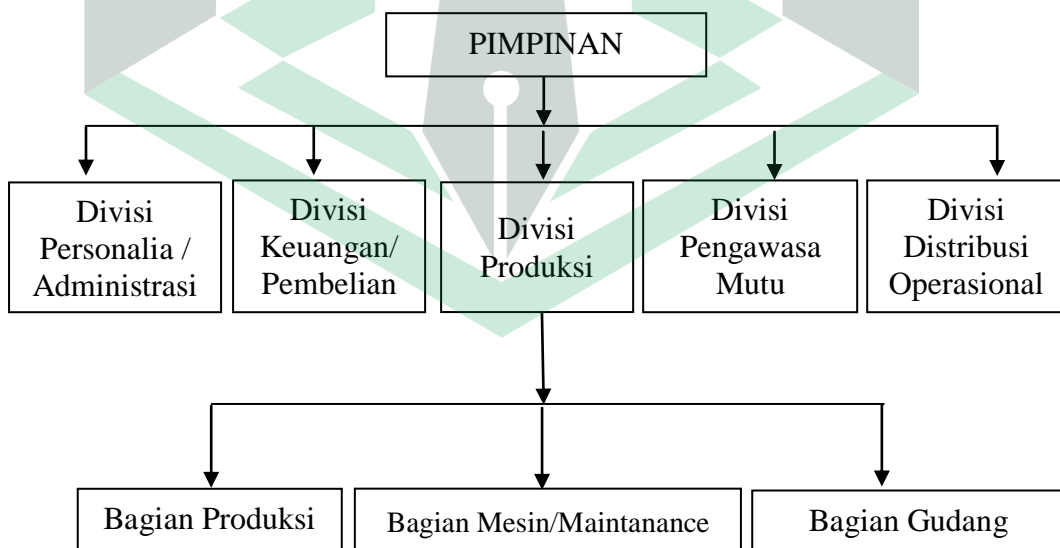 PIMPINAN
Divisi
Personalia /
Administrasi
Divisi
Keuangan/
Pembelian
Divisi
Produksi
Divisi
Pengawasa
Mutu
Divisi
Distribusi
Operasional
Bagian Produksi
Bagian Mesin/Maintanance
Bagian Gudang